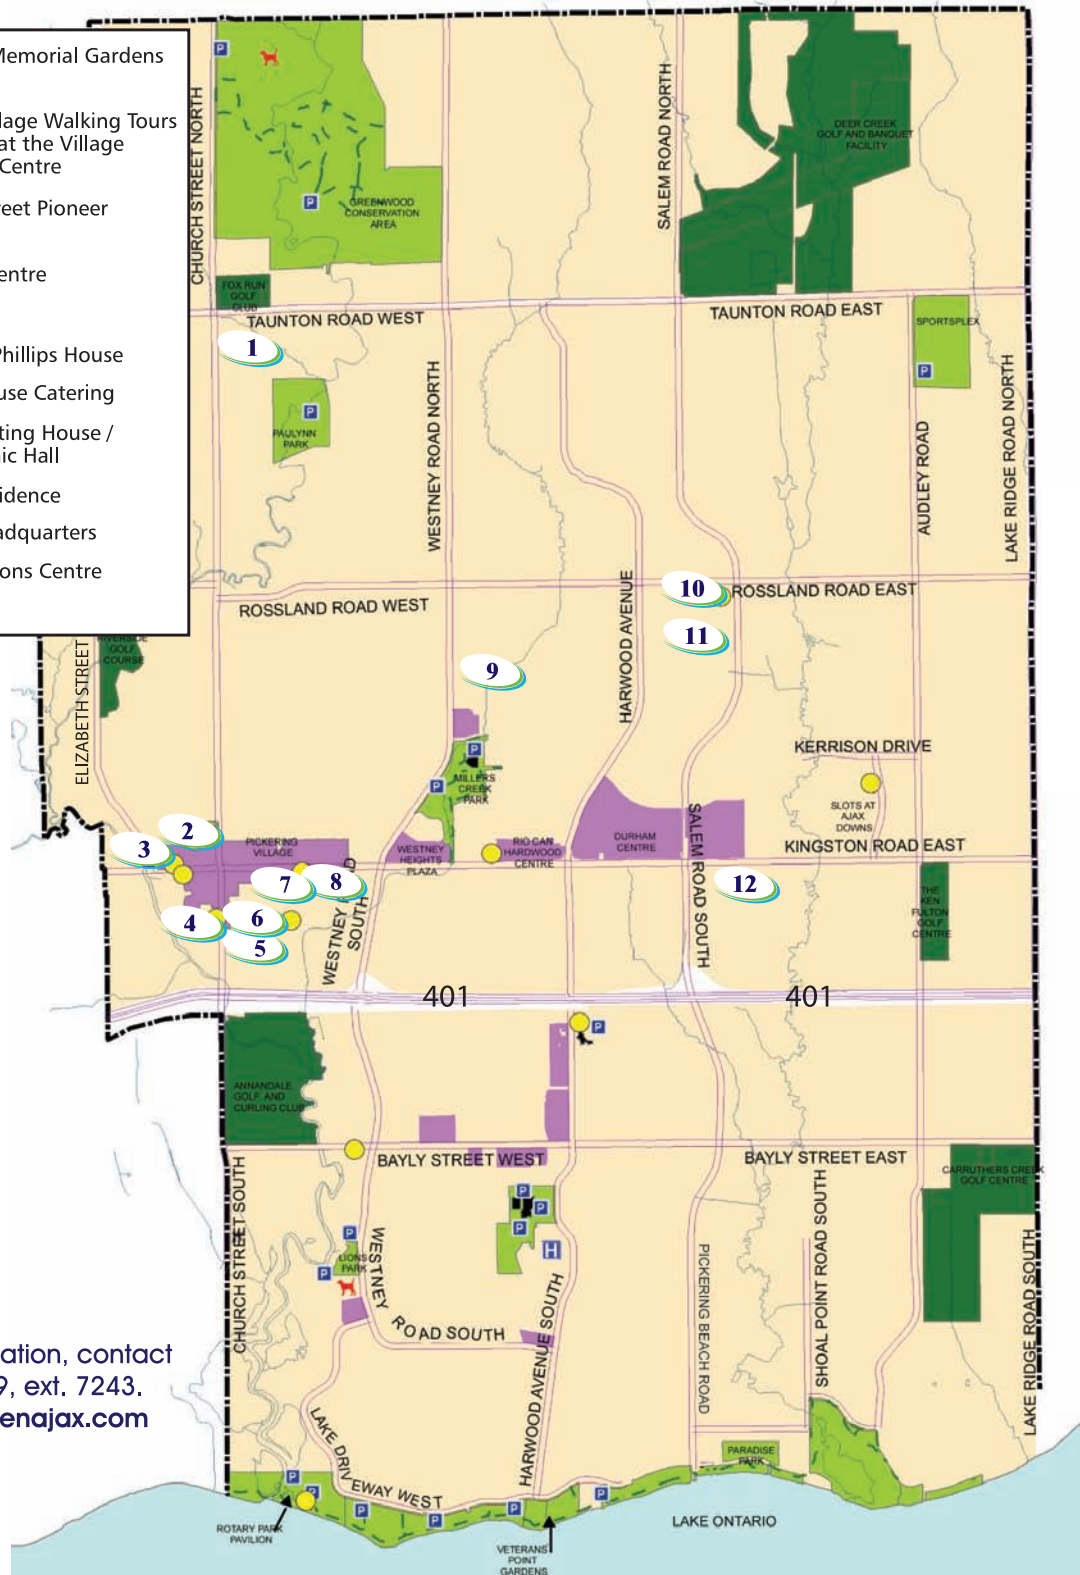 Memorial Gardens
lage Walking Tours
at the Village
Centre
reet Pioneer
entre
Phillips House
use Catering
ting House /
ic Hall
idence
adquarters
ons Centre
CHURCH STREET NORTH
GREENWOOD
CONSERVATION
AREA
SALEM ROAD NORTH
DEER CREEK
GOLF AND BANQUET
FACILITY
FOX RUN
GOLF
CLUB
TAUNTON ROAD WEST
TAUNTON ROAD EAST
SPORTSPLEX
1
PAULYNN
PARK
WESTNEY ROAD NORTH
AUDLEY ROAD
LAKE RIDGE ROAD NORTH
ROSSLAND ROAD WEST
10
ROSSLAND ROAD EAST
HARWOOD AVENUE
11
RIVERSIDE
GOLF
COURSE
ELIZABETH STREET
9
KERRISON DRIVE
MILLERS
CREEK
PARK
SLOTS AT
AJAX
DOWNS
2
3
PICKERING
VILLAGE
WESTNEY
HEIGHTS
PLAZA
RIO CAN
HARDWOOD
CENTRE
DURHAM
CENTRE
SALEM ROAD SOUTH
KINGSTON ROAD EAST
7
8
12
THE
KEN
FULTON
GOLF
CENTRE
4
6
5
WESTNEY ROAD
SOUTH
401
401
P
ANNANDALE
GOLF AND
CURLING CLUB
BAYLY STREET WEST
BAYLY STREET EAST
CARRUTHERS CREEK
GOLF CENTRE
CHURCH STREET SOUTH
P
P
P
H
LIONS
PARK
WESTNEY
ROAD SOUTH
HARWOOD AVENUE SOUTH
PICKERING BEACH ROAD
SHOAL POINT ROAD SOUTH
LAKE RIDGE ROAD SOUTH
ation, contact
9, ext. 7243.
enajax.com
LAKE DRIVEWAY WEST
PARADISE
PARK
ROTARY PARK
PAVILION
VETERANS
POINT
GARDENS
LAKE ONTARIO